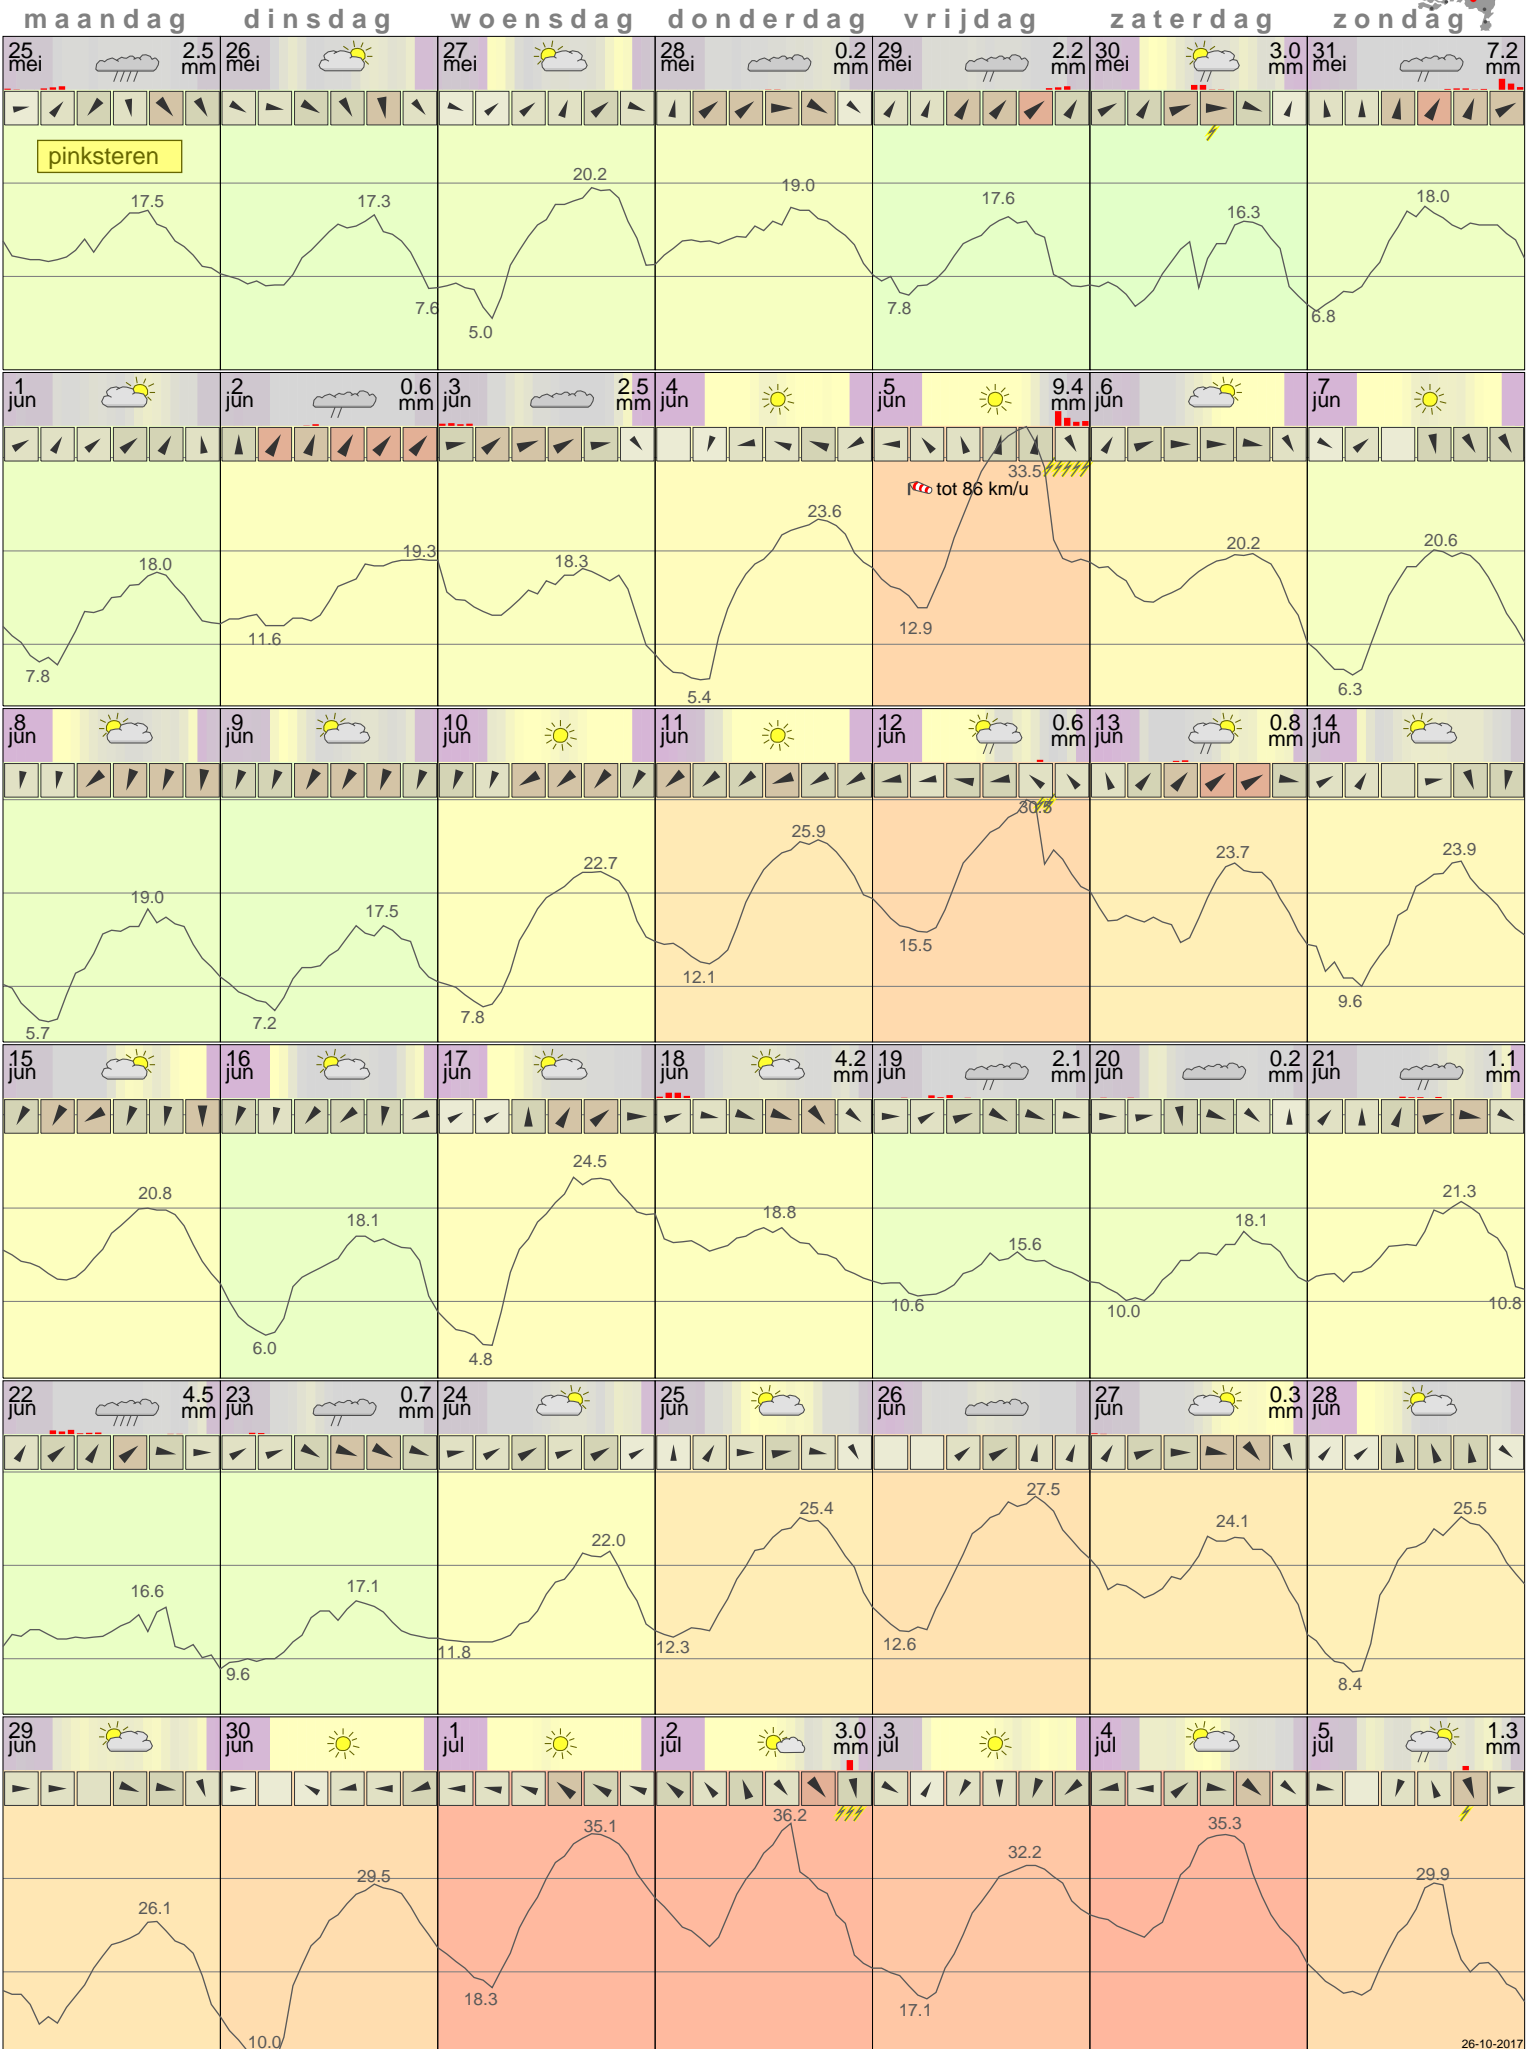 maandag dinsdag woensdag donderdag vrijdag zaterdag zondag
25 mei 2.5 mm 26 mei 27 mei 28 mei 0.2 mm 29 mei 2.2 mm 30 mei 3.0 mm 31 mei 7.2 mm
pinksteren
17.5 17.3 7.6 5.0 20.2 19.0 7.8 17.6 16.3 6.8 18.0
1 jun 2 jun 0.6 mm 3 jun 2.5 mm 4 jun 5 jun 9.4 mm 6 jun 7 jun
tot 86 km/u
7.8 18.0 11.6 19.3 18.3 5.4 23.6 12.9 33.5 20.2 6.3 20.6
8 jun 9 jun 10 jun 11 jun 12 jun 0.6 mm 13 jun 0.8 mm 14 jun
5.7 19.0 7.2 17.5 7.8 22.7 12.1 25.9 15.5 30.5 23.7 9.6 23.9
15 jun 16 jun 17 jun 18 jun 4.2 mm 19 jun 2.1 mm 20 jun 0.2 mm 21 jun 1.1 mm
20.8 6.0 18.1 4.8 24.5 18.8 10.6 15.6 10.0 18.1 21.3 10.8
22 jun 4.5 mm 23 jun 0.7 mm 24 jun 25 jun 26 jun 27 jun 0.3 mm 28 jun
16.6 9.6 17.1 11.8 22.0 12.3 25.4 12.6 27.5 24.1 8.4 25.5
29 jun 30 jun 1 jul 2 jul 3.0 mm 3 jul 4 jul 5 jul 1.3 mm
26.1 10.0 29.5 18.3 35.1 36.2 17.1 32.2 35.3 29.9
26-10-2017